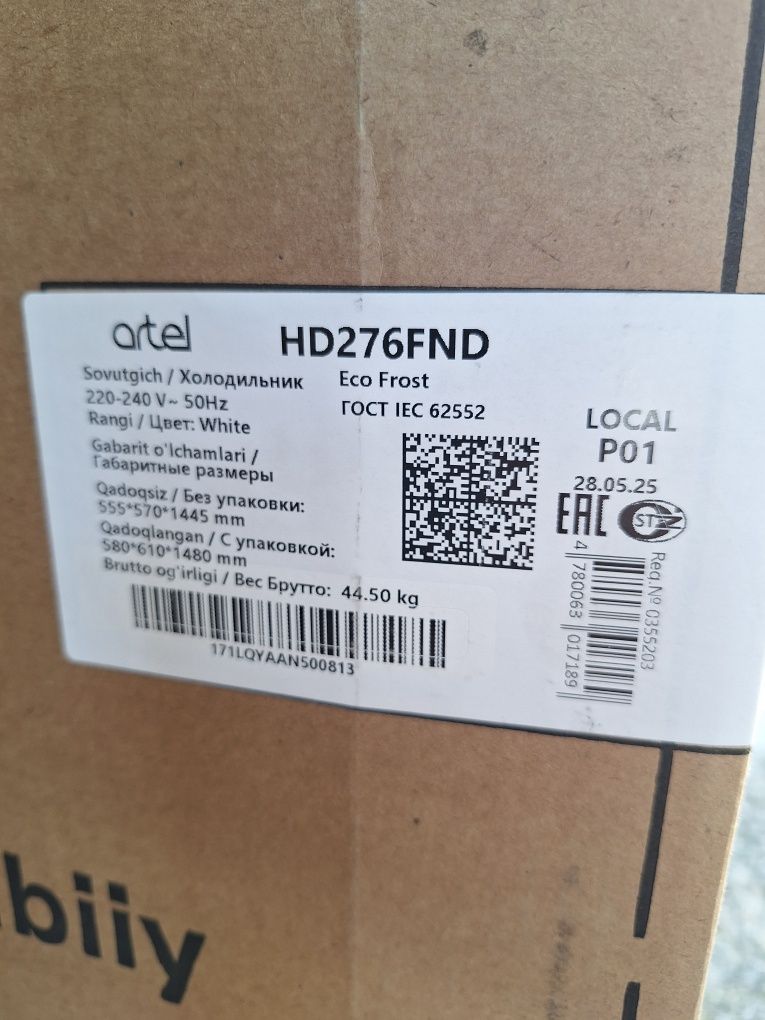 artel
HD276FND
Sovutgich / Холодильник
Eco Frost
220-240 V~ 50Hz
ГОСТ IEC 62552
Rangi / Цвет: White
Gabarit o'lchamlari /
Габаритные размеры
Qadoqsiz / Без упаковки:
555*570*1445 mm
Qadoqlangan / С упаковкой:
580*610*1480 mm
Brutto og'irligi / Вес Брутто: 44.50 kg
171LQYAAN500813
LOCAL
P01
28.05.25
EAC
4 780063 017189
Reg.№ 0355203
biiy